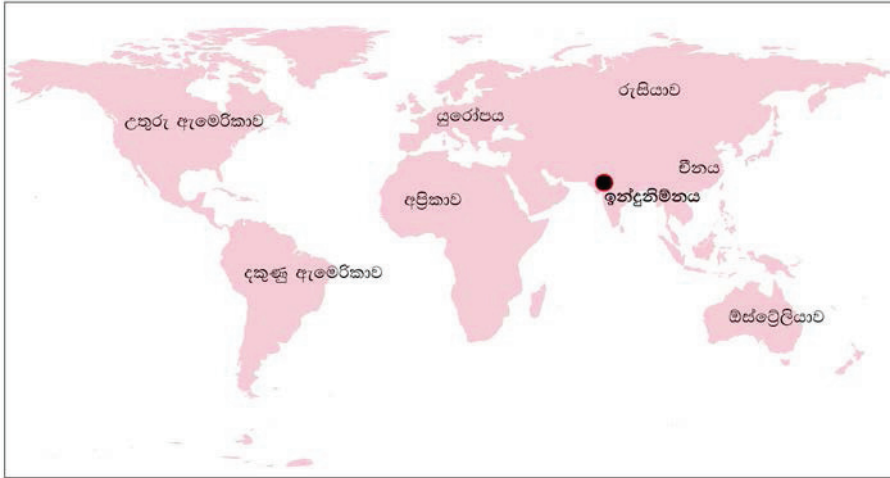 රුසියාව
උතුරු ඇමෙරිකාව
යුරෝපය
චීනය
අප්‍රිකාව
ඉන්දුනිම්නය
දකුණු ඇමෙරිකාව
ඕස්ට්‍රේලියාව